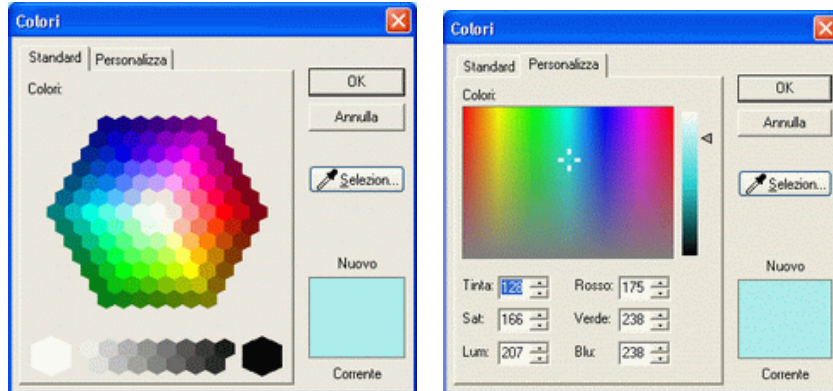 Colori
Standard Personalizza
Colori:
OK
Annulla
Selezion...
Nuovo
Corrente
Colori
Standard Personalizza
Colori:
OK
Annulla
Selezion...
Tinta: 128 Rosso: 175
Sat: 166 Verde: 238
Lum: 207 Blu: 238
Nuovo
Corrente